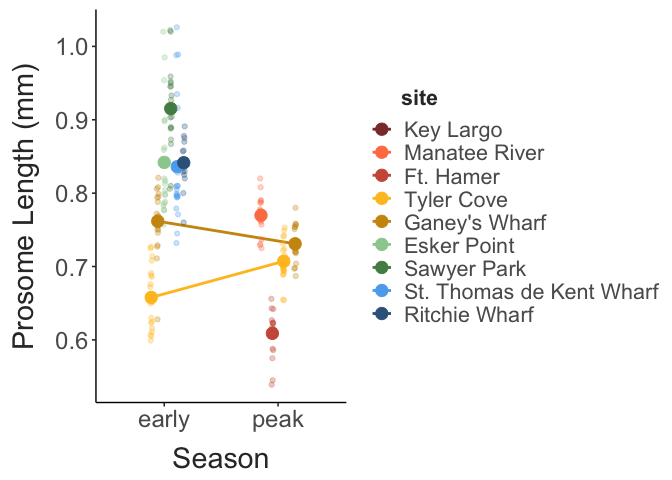 1.0
0.9
0.8
0.7
0.6
Prosome Length (mm)
early
peak
Season
site
Key Largo
Manatee River
Ft. Hamer
Tyler Cove
Ganey's Wharf
Esker Point
Sawyer Park
St. Thomas de Kent Wharf
Ritchie Wharf